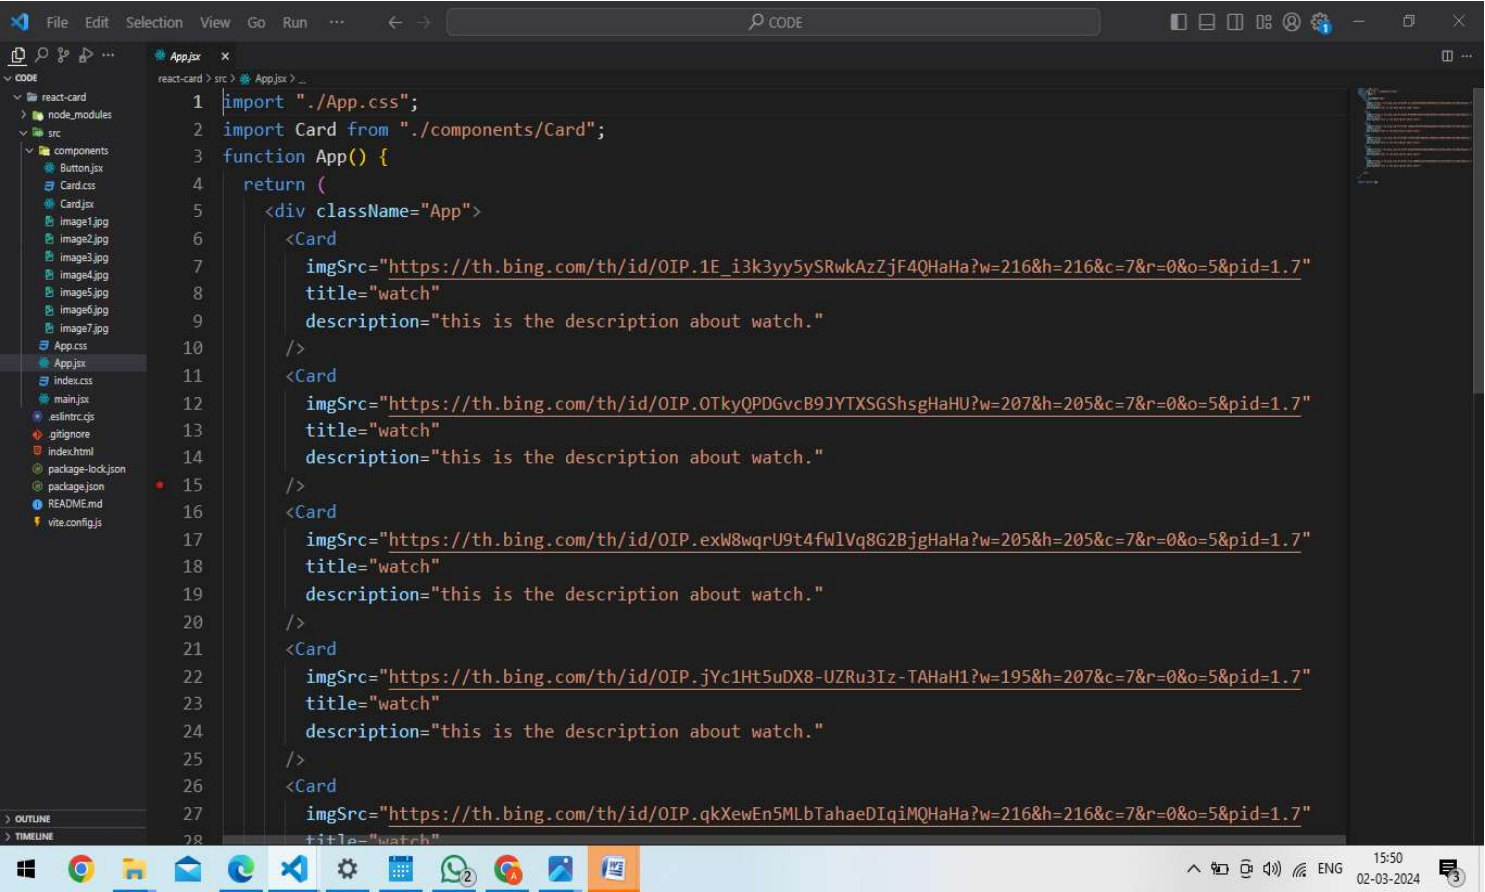 File Edit Selection View Go Run ··· CODE
App.jsx
CODE
react-card > src > App.jsx > ...
react-card
node_modules
src
components
Button.jsx
Card.css
Card.jsx
image1.jpg
image2.jpg
image3.jpg
image4.jpg
image5.jpg
image6.jpg
image7.jpg
App.css
App.jsx
index.css
main.jsx
.eslintrc.cjs
.gitignore
index.html
package-lock.json
package.json
README.md
vite.config.js
OUTLINE
TIMELINE
1 import "./App.css";
2 import Card from "./components/Card";
3 function App() {
4 return (
5 <div className="App">
6 <Card
7 imgSrc="https://th.bing.com/th/id/OIP.1E_i3k3yy5ySRwkAzZjF4QHaHa?w=216&h=216&c=7&r=0&o=5&pid=1.7"
8 title="watch"
9 description="this is the description about watch."
10 />
11 <Card
12 imgSrc="https://th.bing.com/th/id/OIP.OTkyQPDGvcB9JYTXSGShsgHaHU?w=207&h=205&c=7&r=0&o=5&pid=1.7"
13 title="watch"
14 description="this is the description about watch."
15 />
16 <Card
17 imgSrc="https://th.bing.com/th/id/OIP.exW8wqrU9t4fWlVq8G2BjgHaHa?w=205&h=205&c=7&r=0&o=5&pid=1.7"
18 title="watch"
19 description="this is the description about watch."
20 />
21 <Card
22 imgSrc="https://th.bing.com/th/id/OIP.jYc1Ht5uDX8-UZRu3Iz-TAHaH1?w=195&h=207&c=7&r=0&o=5&pid=1.7"
23 title="watch"
24 description="this is the description about watch."
25 />
26 <Card
27 imgSrc="https://th.bing.com/th/id/OIP.qkXewEn5MLbTahaeDIqiMQHaHa?w=216&h=216&c=7&r=0&o=5&pid=1.7"
28 title="watch"
2
ENG
15:50
02-03-2024
3